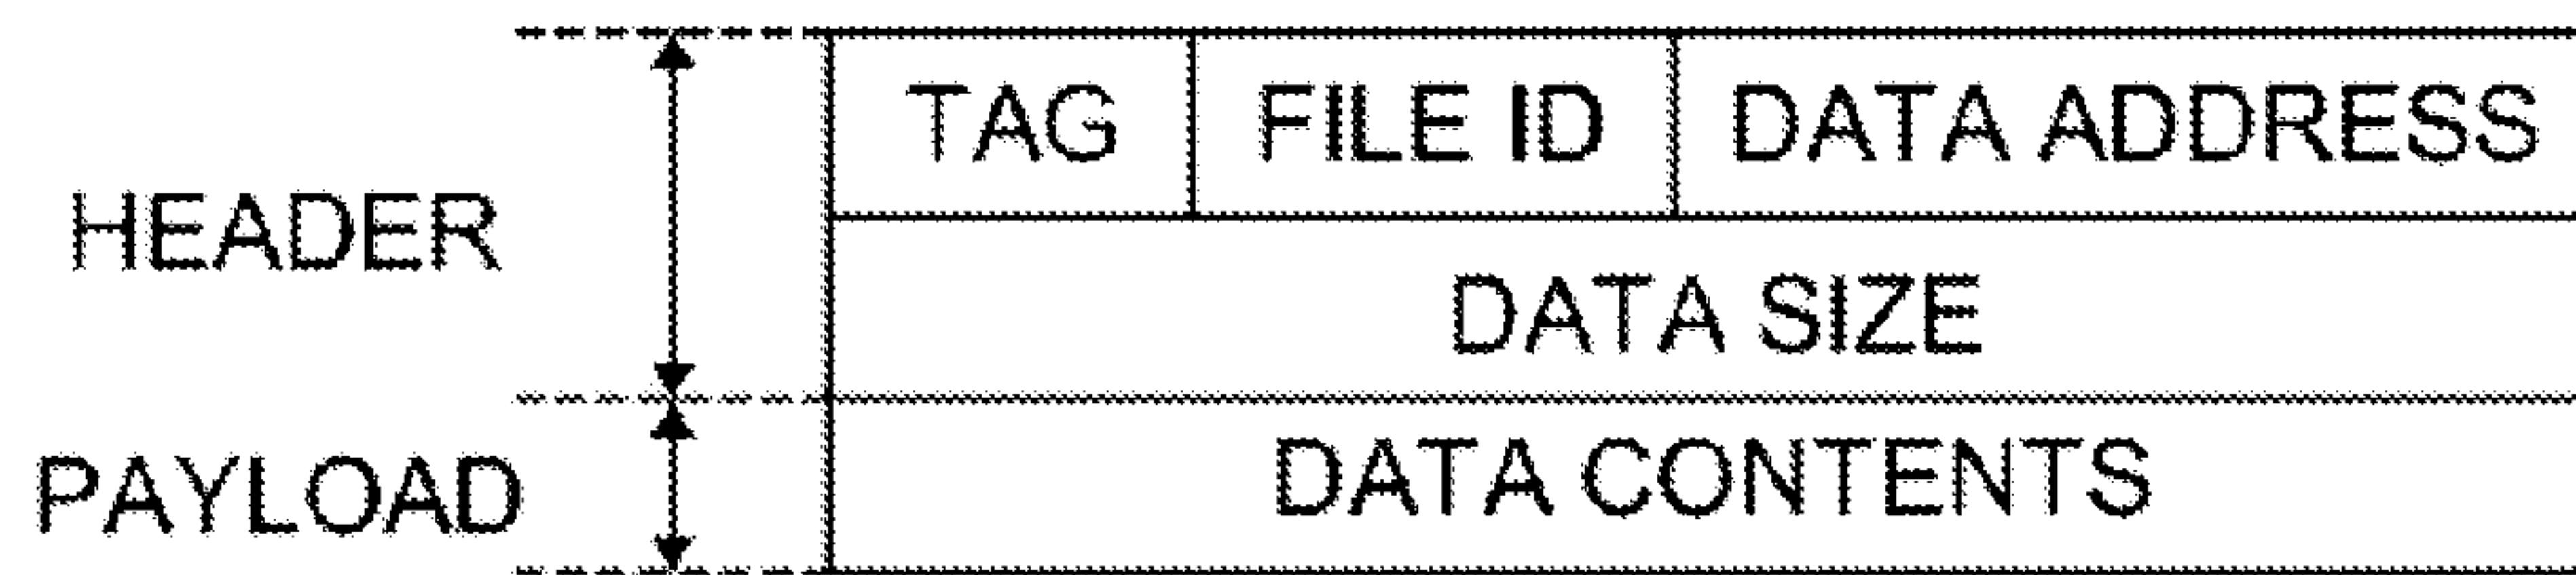 TAG FILE ID DATA ADDRESS
HEADER
DATA SIZE
DATA CONTENTS
PAYLOAD